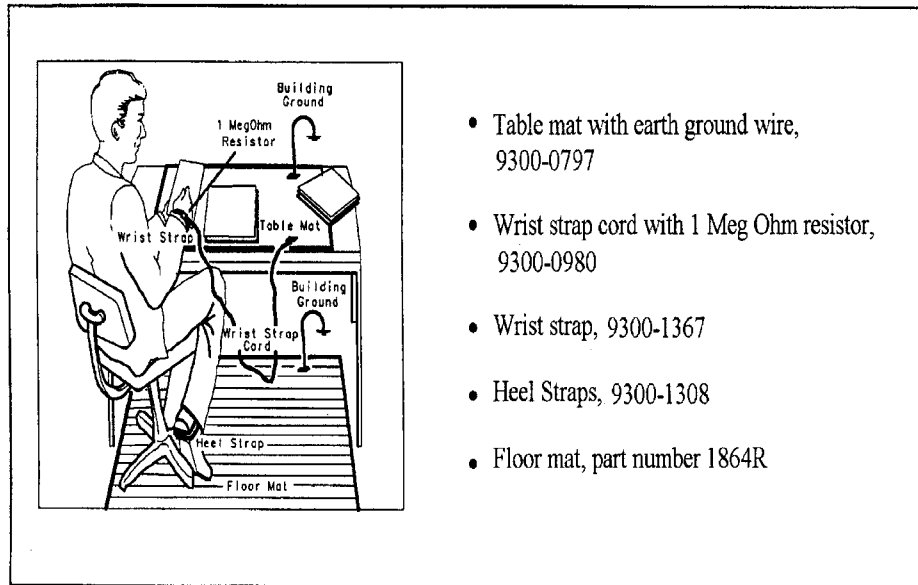 Building
Ground
1 MegOhm
Resistor
Wrist Strap
Table Mat
Building
Ground
Wrist Strap
Cord
Heel Strap
Floor Mat
• Table mat with earth ground wire,
9300-0797
• Wrist strap cord with 1 Meg Ohm resistor,
9300-0980
• Wrist strap, 9300-1367
• Heel Straps, 9300-1308
• Floor mat, part number 1864R